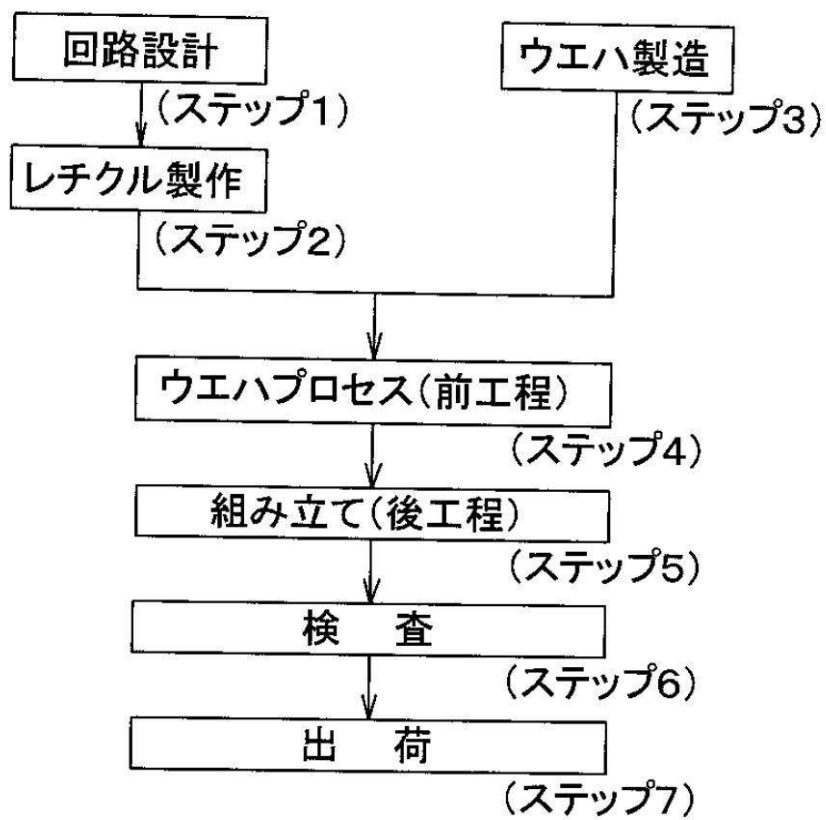 回路設計
(ステップ1)
レチクル製作
(ステップ2)
ウエハ製造
(ステップ3)
ウエハプロセス(前工程)
(ステップ4)
組み立て(後工程)
(ステップ5)
検 査
(ステップ6)
出 荷
(ステップ7)